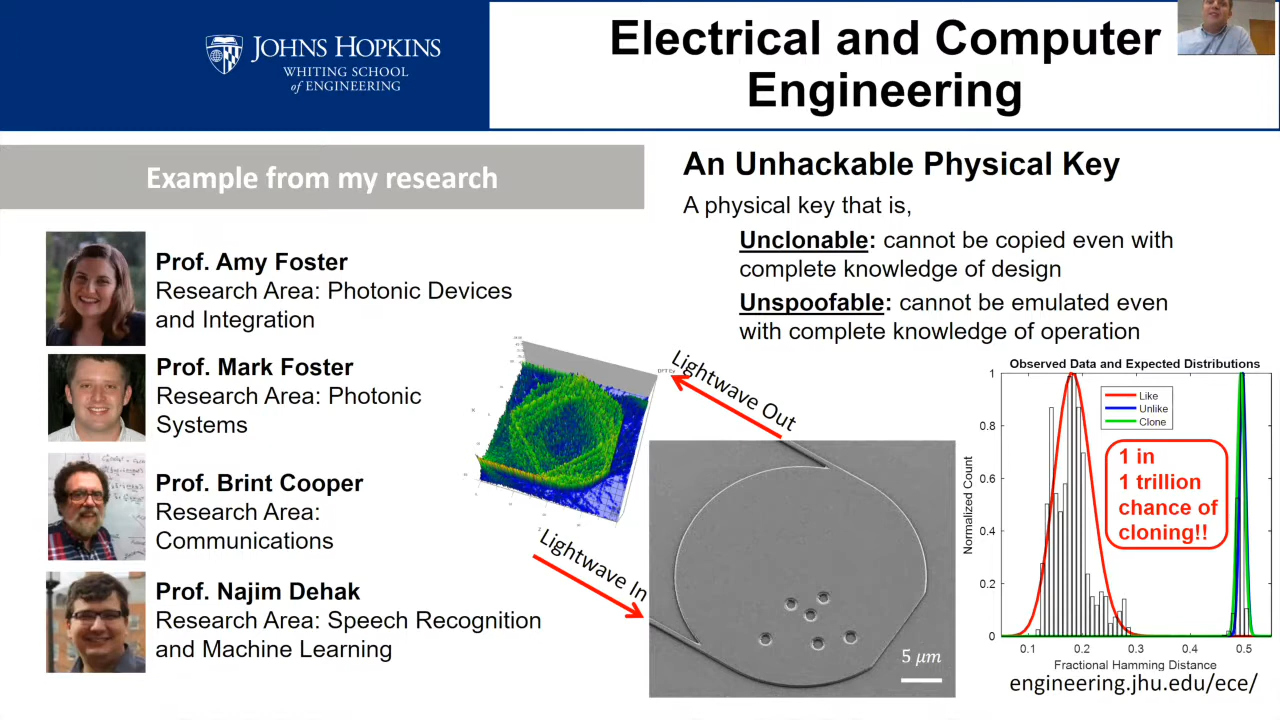 JOHNS HOPKINS
WHITING SCHOOL
of ENGINEERING
Electrical and Computer
Engineering
Example from my research
Prof. Amy Foster
Research Area: Photonic Devices
and Integration
Prof. Mark Foster
Research Area: Photonic
Systems
Prof. Brint Cooper
Research Area:
Communications
Prof. Najim Dehak
Research Area: Speech Recognition
and Machine Learning
An Unhackable Physical Key
A physical key that is,
Unclonable: cannot be copied even with
complete knowledge of design
Unspoofable: cannot be emulated even
with complete knowledge of operation
Lightwave Out
Lightwave In
5 μm
Observed Data and Expected Distributions
Like
Unlike
Clone
1 in
1 trillion
chance of
cloning!!
Normalized Count
1
0.8
0.6
0.4
0.2
0
0.1 0.2 0.3 0.4 0.5
Fractional Hamming Distance
engineering.jhu.edu/ece/